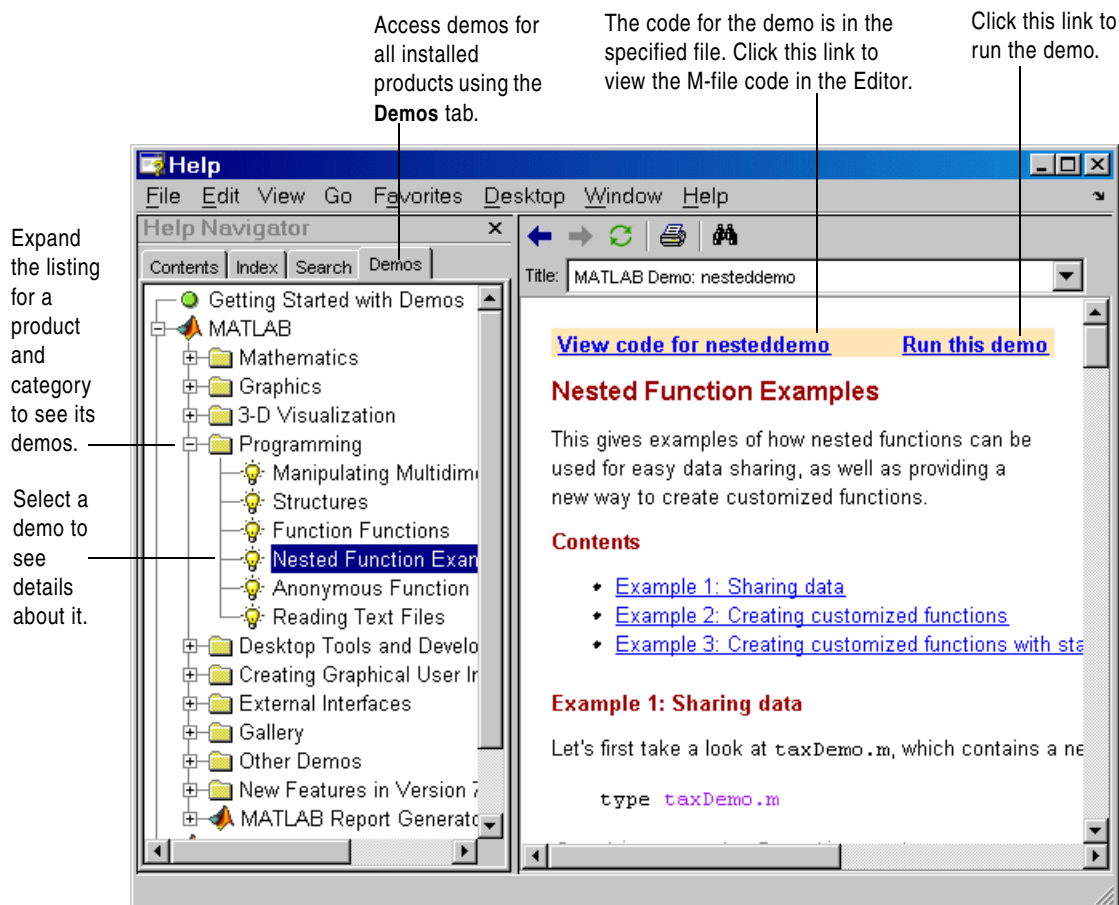 Access demos for
all installed
products using the
Demos tab.
The code for the demo is in the
specified file. Click this link to
view the M-file code in the Editor.
Click this link to
run the demo.
Expand
the listing
for a
product
and
category
to see its
demos.
Select a
demo to
see
details
about it.
Help
File Edit View Go Favorites Desktop Window Help
Help Navigator
Contents Index Search Demos
Getting Started with Demos
MATLAB
Mathematics
Graphics
3-D Visualization
Programming
Manipulating Multidim
Structures
Function Functions
Nested Function Exan
Anonymous Function
Reading Text Files
Desktop Tools and Develo
Creating Graphical User In
External Interfaces
Gallery
Other Demos
New Features in Version 7
MATLAB Report Generato
Title: MATLAB Demo: nesteddemo
View code for nesteddemo Run this demo
Nested Function Examples
This gives examples of how nested functions can be
used for easy data sharing, as well as providing a
new way to create customized functions.
Contents
• Example 1: Sharing data
• Example 2: Creating customized functions
• Example 3: Creating customized functions with sta
Example 1: Sharing data
Let's first take a look at taxDemo.m, which contains a ne
type taxDemo.m